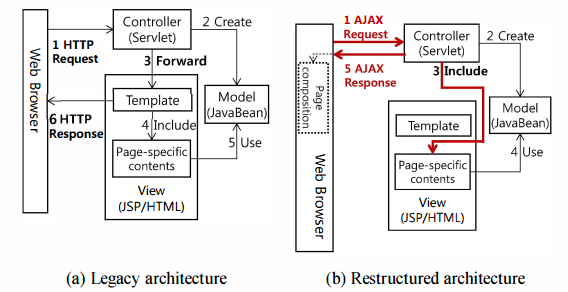 Web Browser
1 HTTP
Request
6 HTTP
Response
Controller
(Servlet)
2 Create
3 Forward
Template
4 Include
Page-specific
contents
5 Use
Model
(JavaBean)
View
(JSP/HTML)
(a) Legacy architecture
Page
composition
Web Browser
1 AJAX
Request
5 AJAX
Response
Controller
(Servlet)
2 Create
3 Include
Template
Page-specific
contents
4 Use
Model
(JavaBean)
View
(JSP/HTML)
(b) Restructured architecture